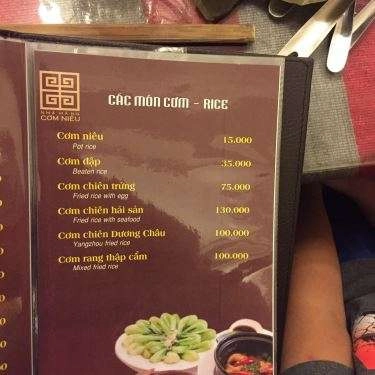 NHÀ HÀNG
CƠM NIÊU
CÁC MÓN CƠM - RICE
Cơm niêu 15.000
Pot rice
Cơm đập 35.000
Beaten rice
Cơm chiên trứng 75.000
Fried rice with egg
Cơm chiên hải sản 130.000
Fried rice with seafood
Cơm chiên Dương Châu 100,000
Yangzhou fried rice
Cơm rang thập cẩm 100.000
Mixed fried rice